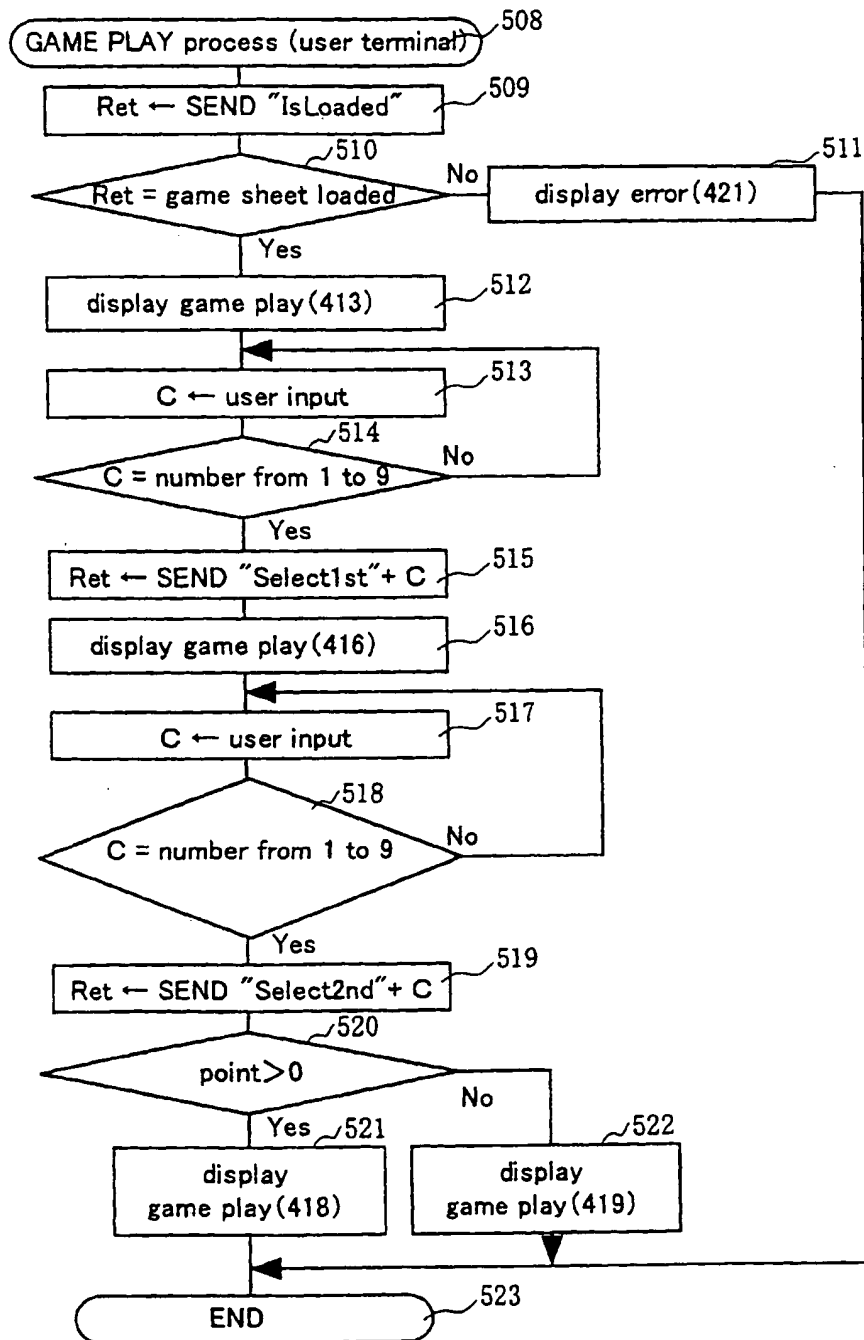 GAME PLAY process (user terminal)
508
Ret ← SEND "IsLoaded"
509
510
Ret = game sheet loaded
No
511
display error(421)
Yes
display game play(413)
512
C ← user input
513
514
C = number from 1 to 9
No
Yes
Ret ← SEND "Select1st"+ C
515
display game play(416)
516
C ← user input
517
518
C = number from 1 to 9
No
Yes
Ret ← SEND "Select2nd"+ C
519
520
point>0
No
Yes
521
display
game play(418)
522
display
game play(419)
END
523